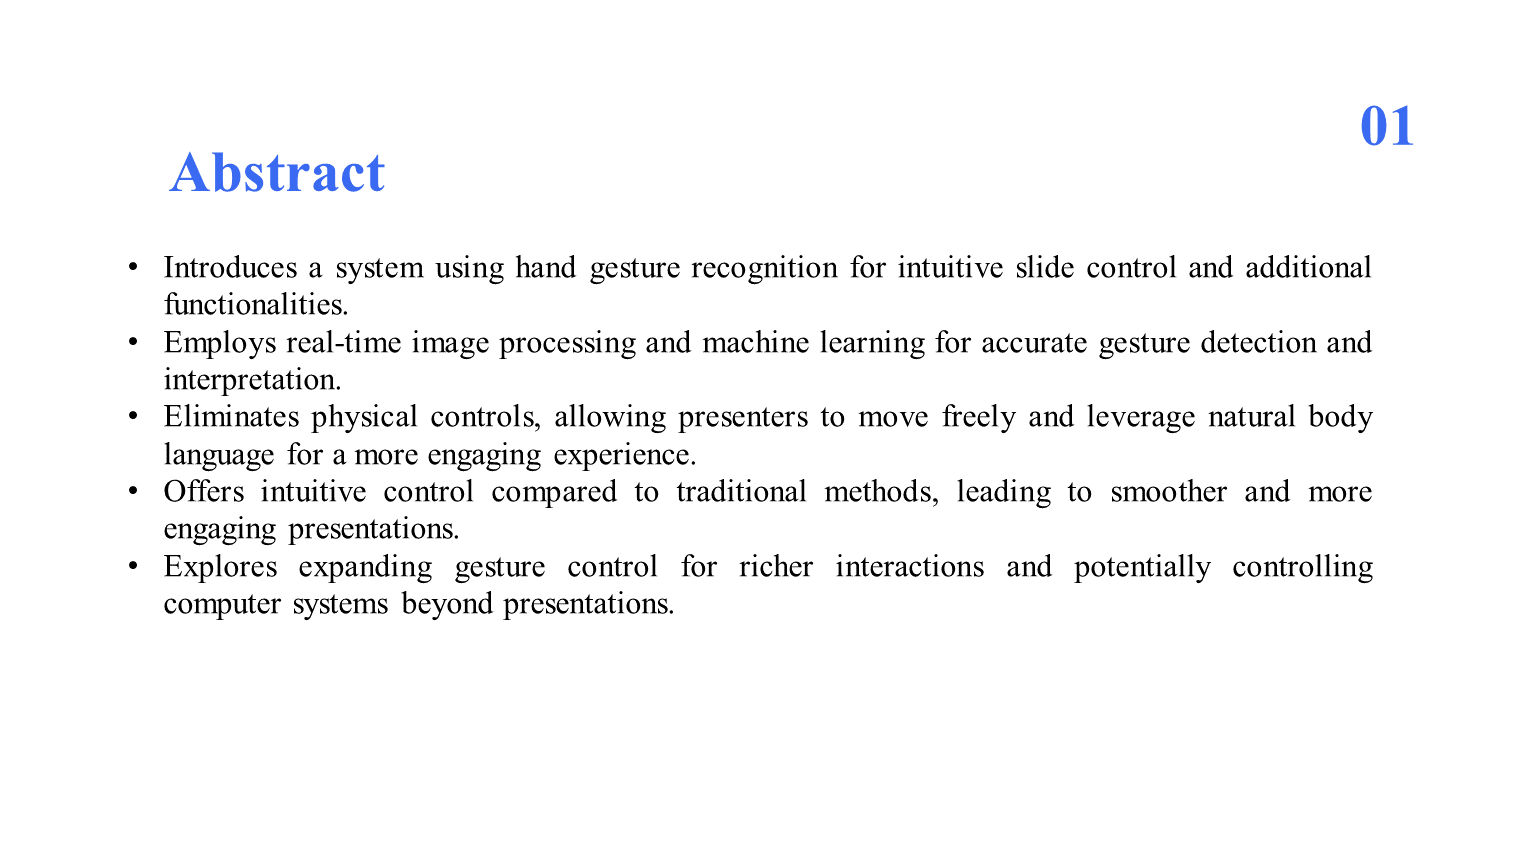 01
Abstract
• Introduces a system using hand gesture recognition for intuitive slide control and additional
functionalities.
• Employs real-time image processing and machine learning for accurate gesture detection and
interpretation.
• Eliminates physical controls, allowing presenters to move freely and leverage natural body
language for a more engaging experience.
• Offers intuitive control compared to traditional methods, leading to smoother and more
engaging presentations.
• Explores expanding gesture control for richer interactions and potentially controlling
computer systems beyond presentations.